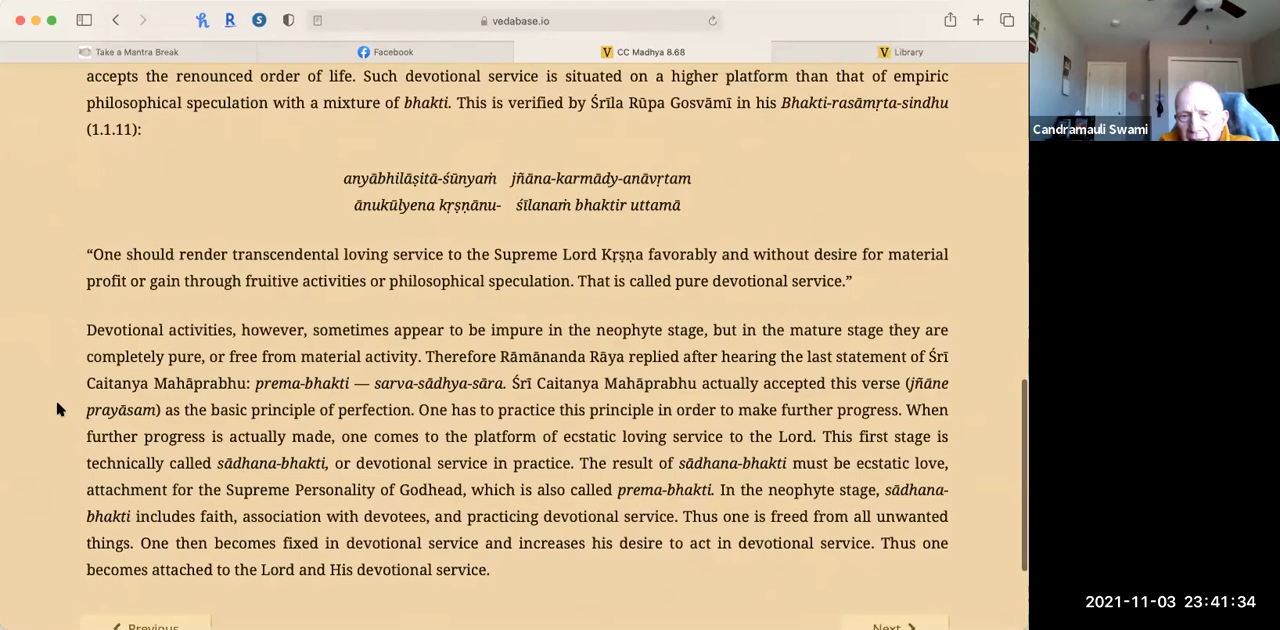 vedabase.io
Take a Mantra Break
Facebook
CC Madhya 8.68
Library
accepts the renounced order of life. Such devotional service is situated on a higher platform than that of empiric
philosophical speculation with a mixture of bhakti. This is verified by Śrīla Rūpa Gosvāmī in his Bhakti-rasāmṛta-sindhu
(1.1.11):
anyābhilāṣitā-śūnyaṁ jñāna-karmādy-anāvṛtam
ānukūlyena kṛṣṇānu- śīlanaṁ bhaktir uttamā
“One should render transcendental loving service to the Supreme Lord Kṛṣṇa favorably and without desire for material
profit or gain through fruitive activities or philosophical speculation. That is called pure devotional service.”
Devotional activities, however, sometimes appear to be impure in the neophyte stage, but in the mature stage they are
completely pure, or free from material activity. Therefore Rāmānanda Rāya replied after hearing the last statement of Śrī
Caitanya Mahāprabhu: prema-bhakti — sarva-sādhya-sāra. Śrī Caitanya Mahāprabhu actually accepted this verse (jñāne
prayāsam) as the basic principle of perfection. One has to practice this principle in order to make further progress. When
further progress is actually made, one comes to the platform of ecstatic loving service to the Lord. This first stage is
technically called sādhana-bhakti, or devotional service in practice. The result of sādhana-bhakti must be ecstatic love,
attachment for the Supreme Personality of Godhead, which is also called prema-bhakti. In the neophyte stage, sādhana-
bhakti includes faith, association with devotees, and practicing devotional service. Thus one is freed from all unwanted
things. One then becomes fixed in devotional service and increases his desire to act in devotional service. Thus one
becomes attached to the Lord and His devotional service.
Previous
Next
Candramauli Swami
2021-11-03 23:41:34